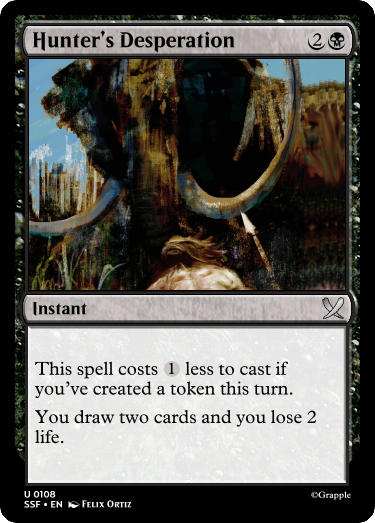 Hunter's Desperation 2
Instant
This spell costs 1 less to cast if
you've created a token this turn.
You draw two cards and you lose 2
life.
U 0108
SSF • EN Felix Ortiz
©Grapple